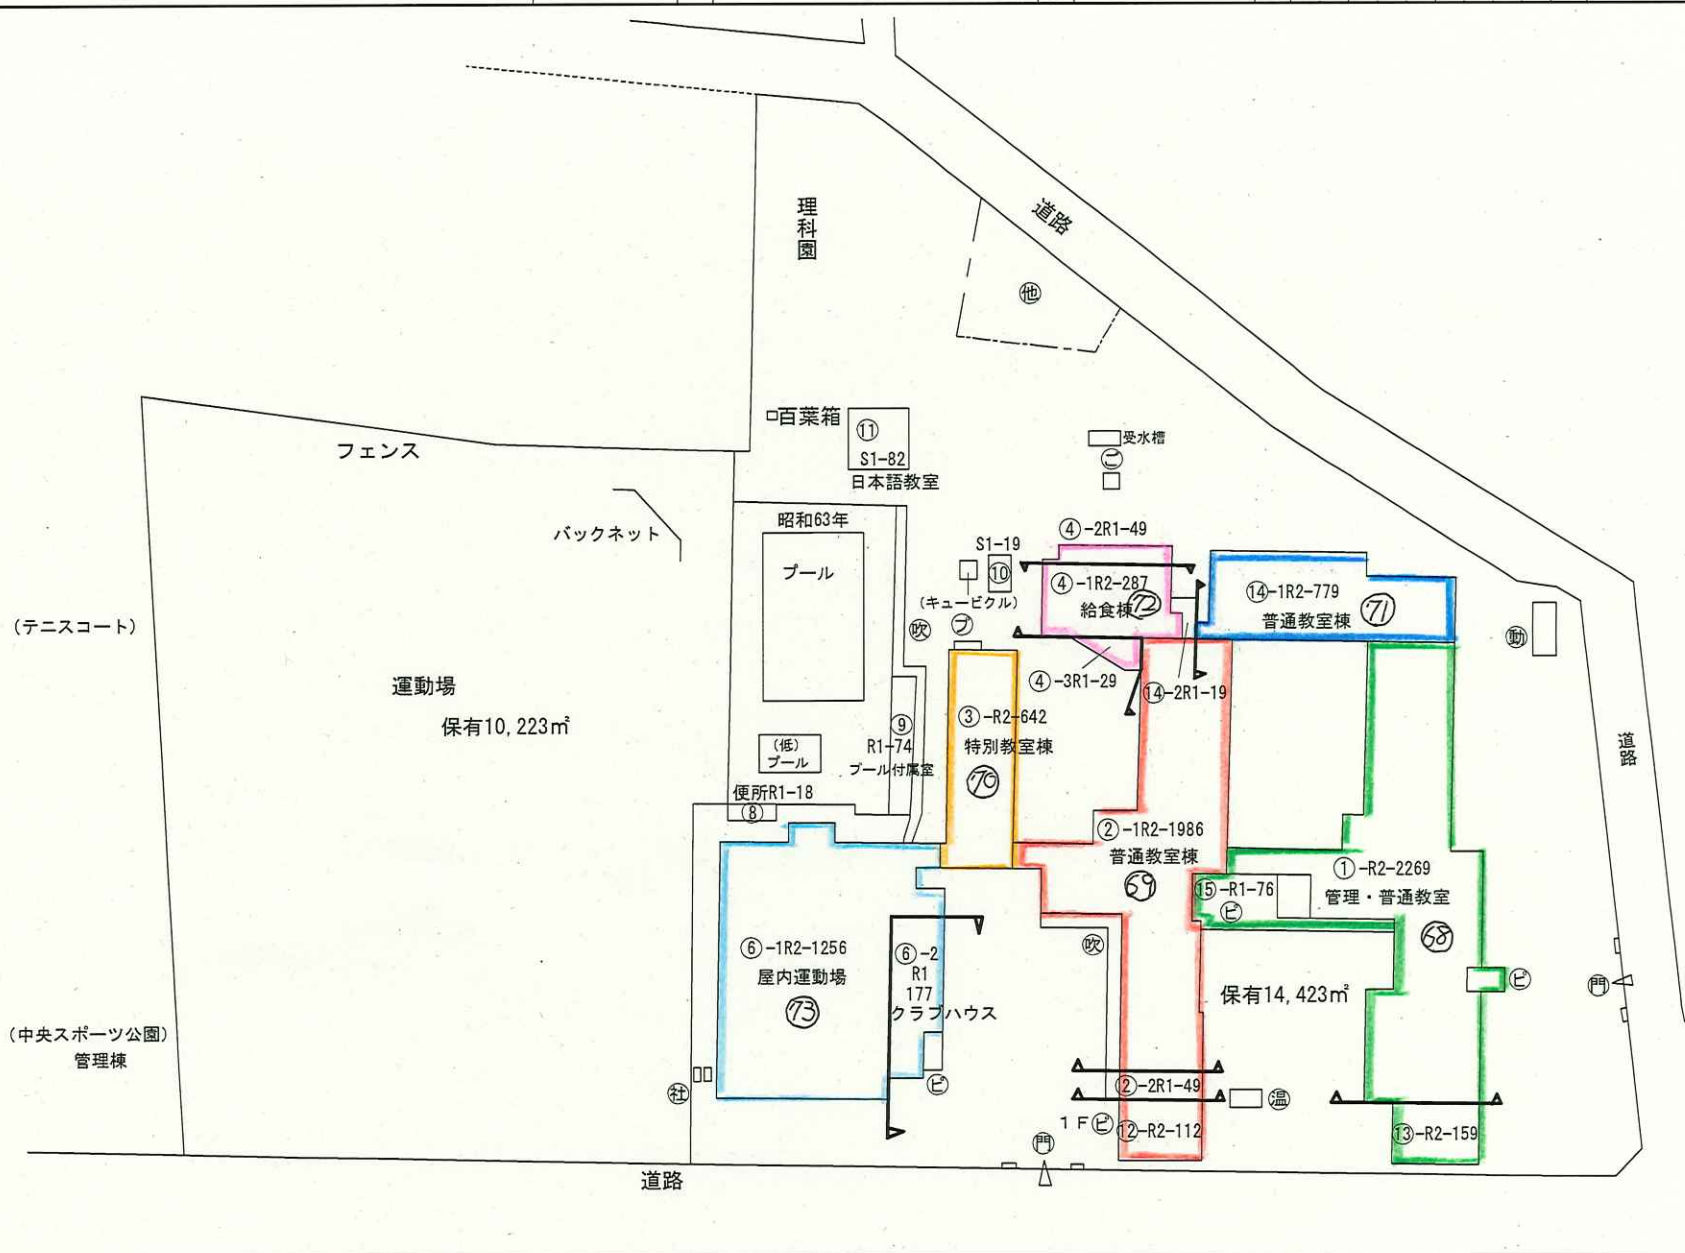 道路
理科園
他
百葉箱
⑪
S1-82
日本語教室
受水槽
ご
フェンス
バックネット
昭和63年
プール
S1-19
⑩
(キュービクル)
プ
吹
④-2R1-49
④-1R2-287
給食棟
72
⑭-1R2-779
普通教室棟
71
動
(テニスコート)
運動場
保有10,223㎡
④-3R1-29
⑭-2R1-19
(低)
プール
⑨
R1-74
プール付属室
③-R2-642
特別教室棟
70
道路
便所R1-18
⑧
②-1R2-1986
普通教室棟
69
①-R2-2269
管理・普通教室
68
⑮-R1-76
ピ
吹
⑥-1R2-1256
屋内運動場
73
⑥-2
R1
177
クラブハウス
ピ
保有14,423㎡
ピ
門
(中央スポーツ公園)
管理棟
社
②-2R1-49
温
1Fピ
⑫-R2-112
⑬-R2-159
門
道路